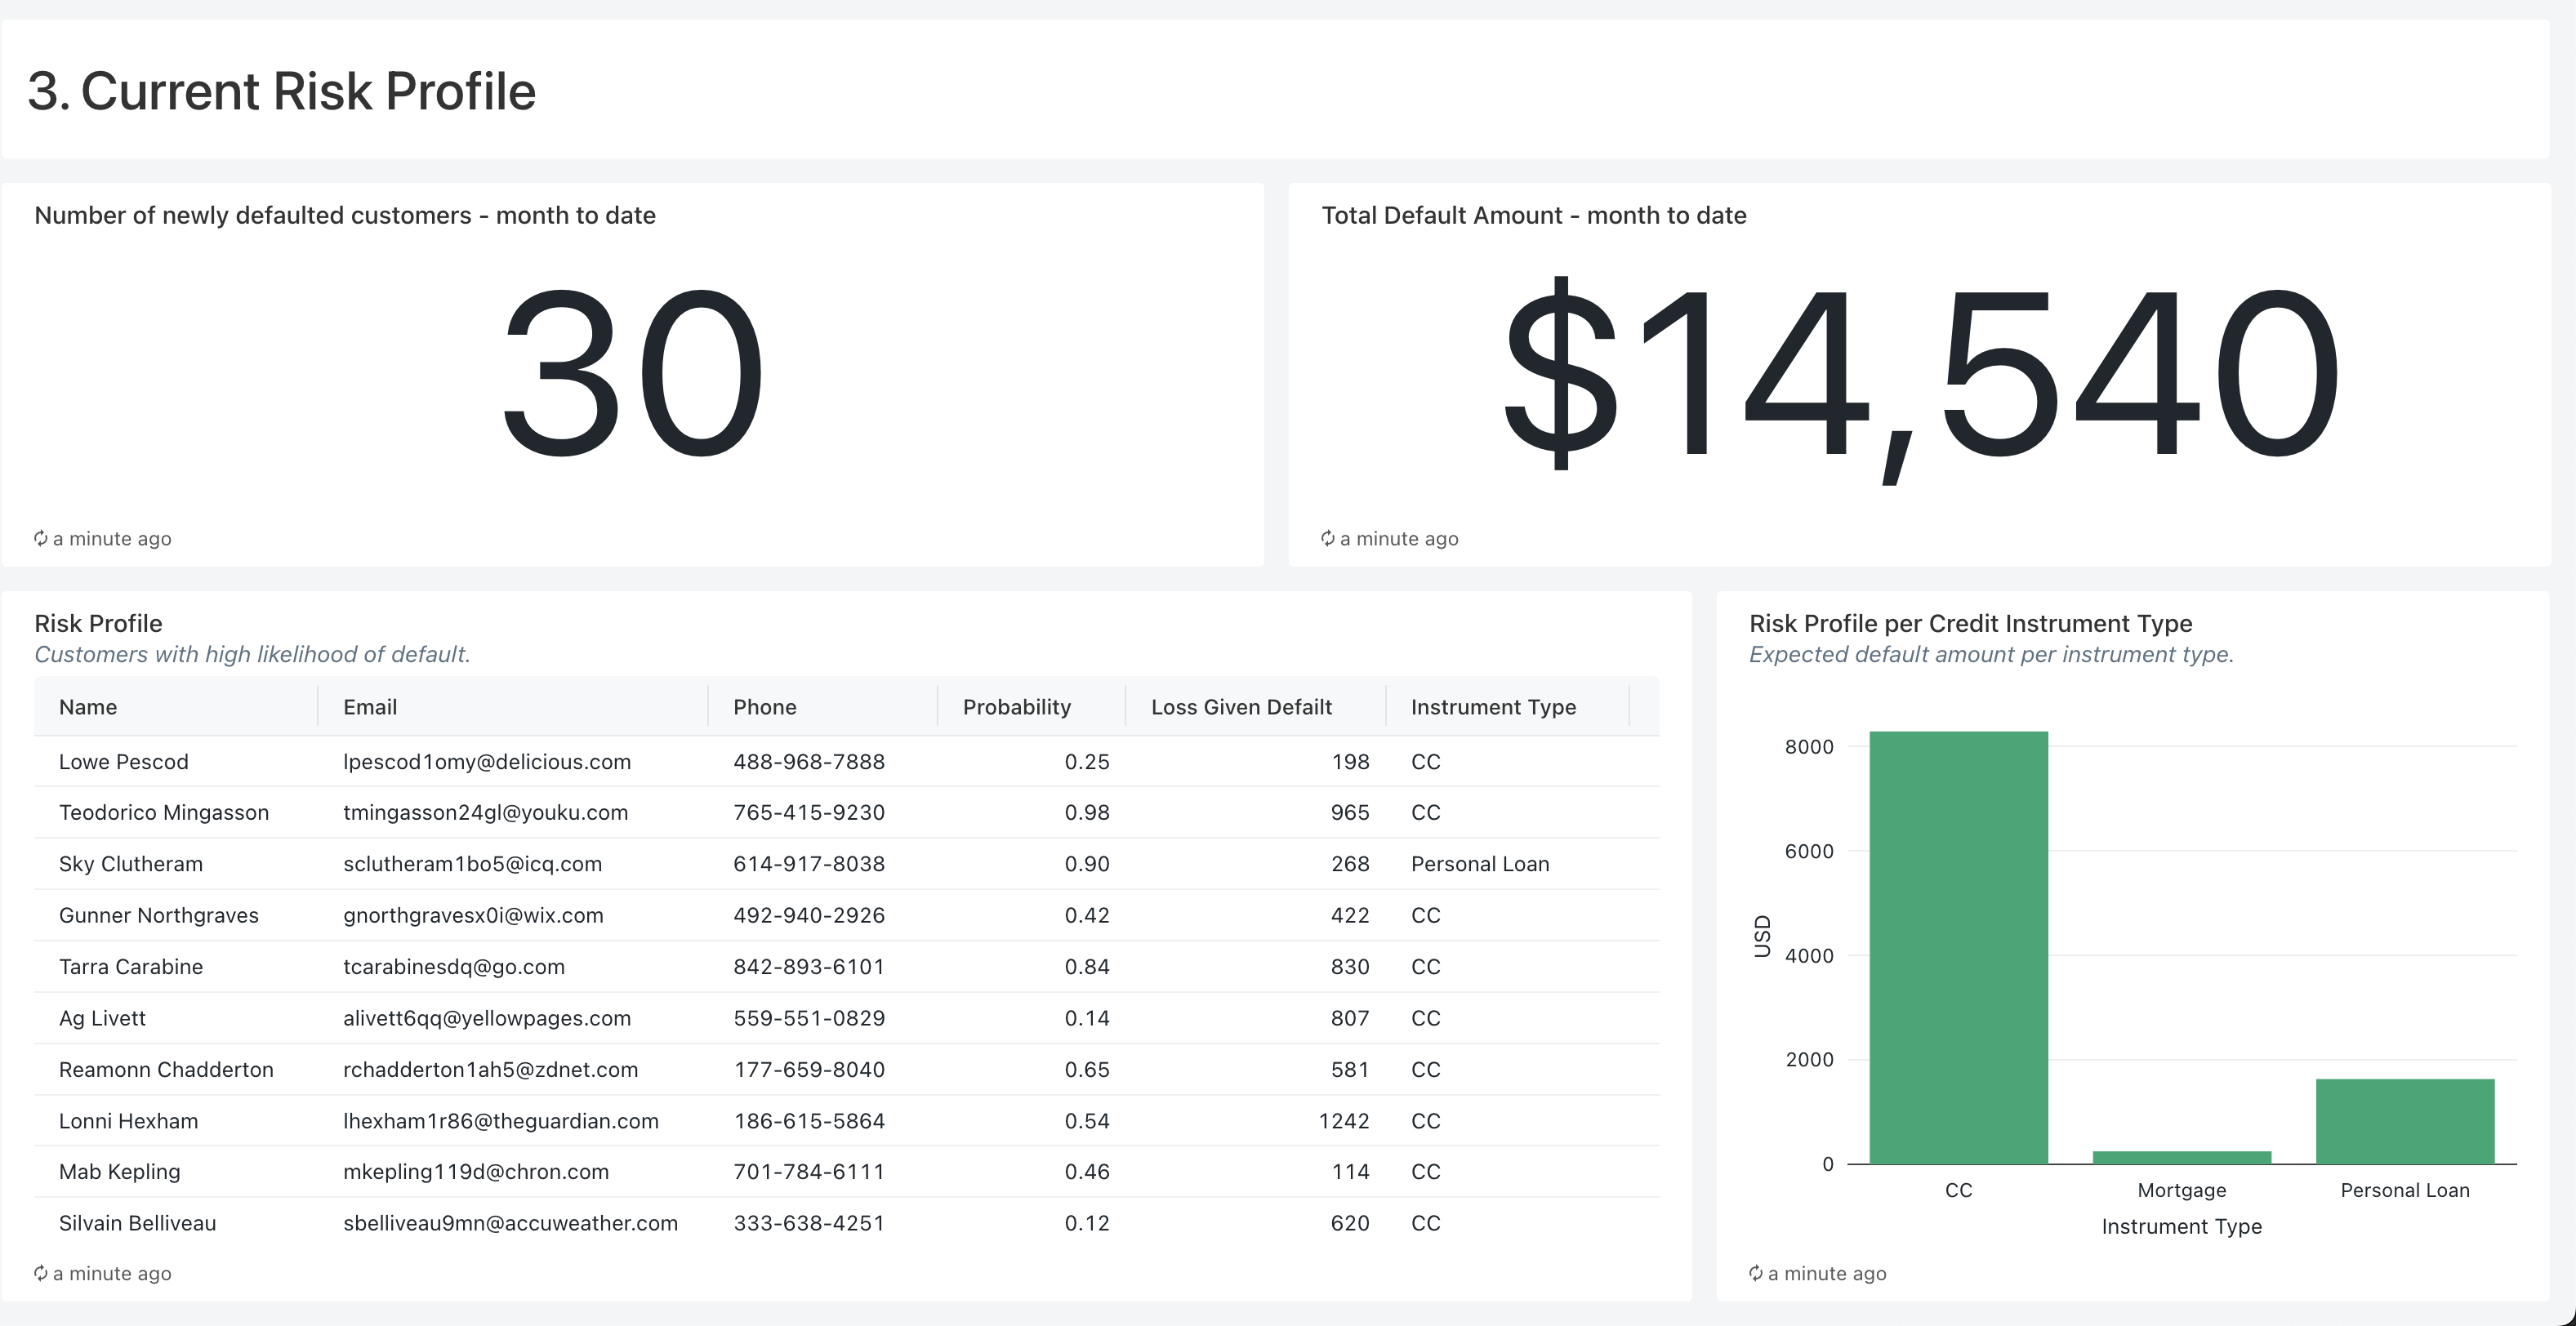 3. Current Risk Profile
Number of newly defaulted customers - month to date
30
a minute ago
Total Default Amount - month to date
$14,540
a minute ago
Risk Profile
Customers with high likelihood of default.
Name Email Phone Probability Loss Given Defailt Instrument Type
Lowe Pescod lpescod1omy@delicious.com 488-968-7888 0.25 198 CC
Teodorico Mingasson tmingasson24gl@youku.com 765-415-9230 0.98 965 CC
Sky Clutheram sclutheram1bo5@icq.com 614-917-8038 0.90 268 Personal Loan
Gunner Northgraves gnorthgravesx0i@wix.com 492-940-2926 0.42 422 CC
Tarra Carabine tcarabinesdq@go.com 842-893-6101 0.84 830 CC
Ag Livett alivett6qq@yellowpages.com 559-551-0829 0.14 807 CC
Reamonn Chadderton rchadderton1ah5@zdnet.com 177-659-8040 0.65 581 CC
Lonni Hexham lhexham1r86@theguardian.com 186-615-5864 0.54 1242 CC
Mab Kepling mkepling119d@chron.com 701-784-6111 0.46 114 CC
Silvain Belliveau sbelliveau9mn@accuweather.com 333-638-4251 0.12 620 CC
a minute ago
Risk Profile per Credit Instrument Type
Expected default amount per instrument type.
8000
6000
4000
2000
0
USD
CC Mortgage Personal Loan
Instrument Type
a minute ago